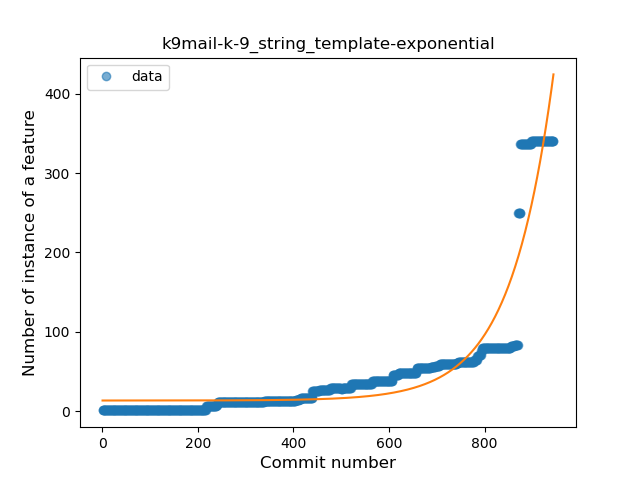 k9mail-k-9_string_template-exponential
data
Number of instance of a feature
400
300
200
100
0
0 200 400 600 800
Commit number